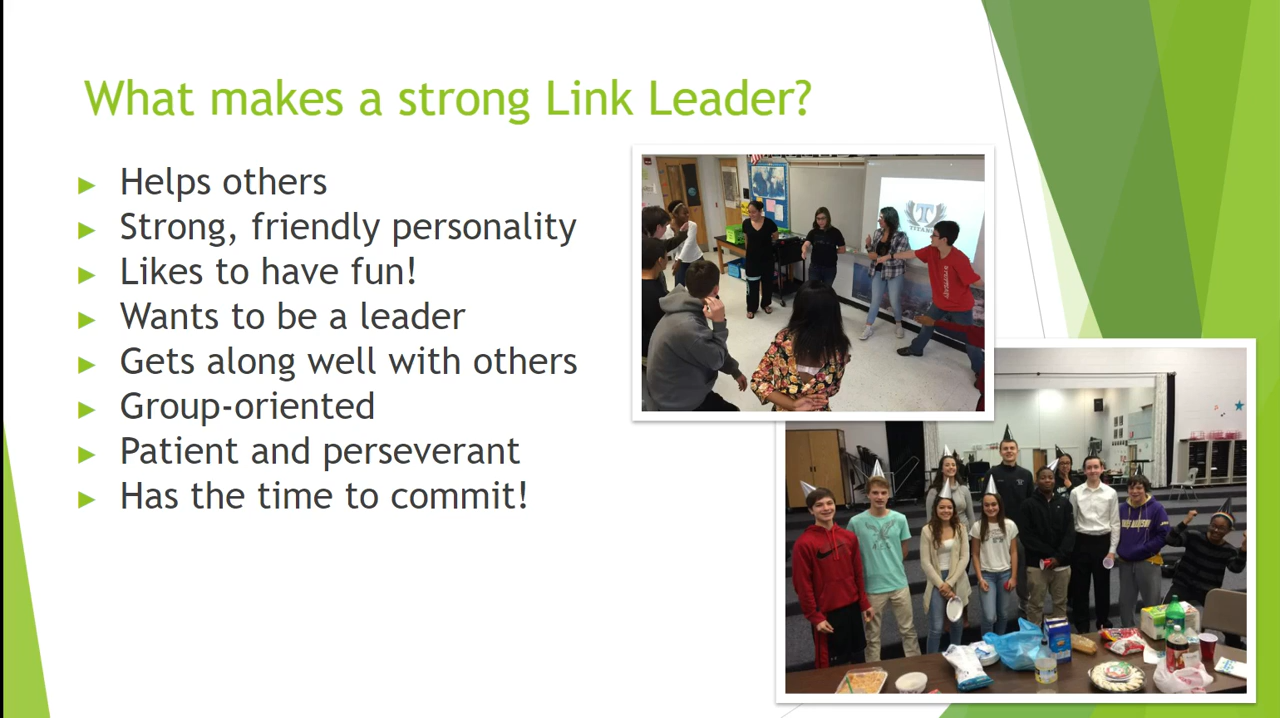 What makes a strong Link Leader?
Helps others
Strong, friendly personality
Likes to have fun!
Wants to be a leader
Gets along well with others
Group-oriented
Patient and perseverant
Has the time to commit!
T
TITANS